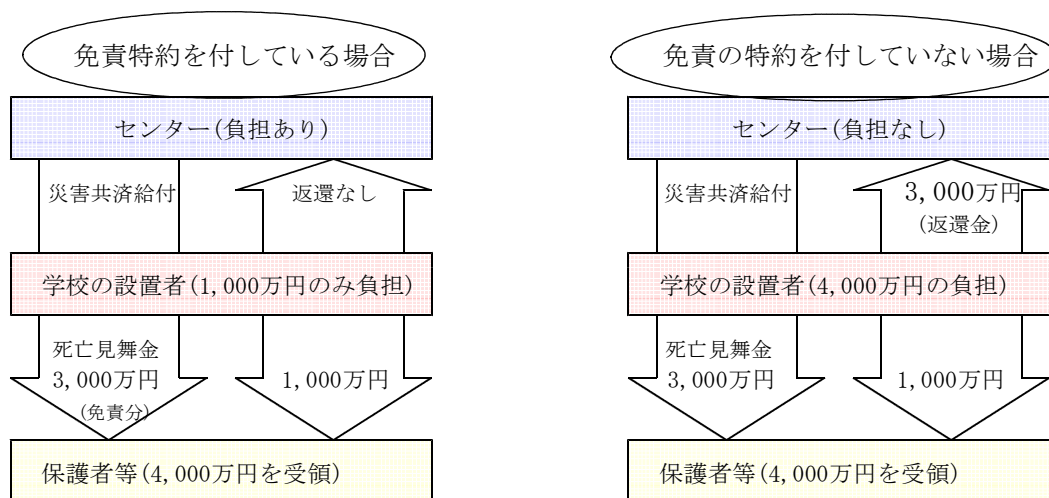 免責特約を付している場合
センター(負担あり)
災害共済給付
返還なし
学校の設置者(1,000万円のみ負担)
死亡見舞金
3,000万円
(免責分)
1,000万円
保護者等(4,000万円を受領)
免責の特約を付していない場合
センター(負担なし)
災害共済給付
3,000万円
(返還金)
学校の設置者(4,000万円の負担)
死亡見舞金
3,000万円
1,000万円
保護者等(4,000万円を受領)